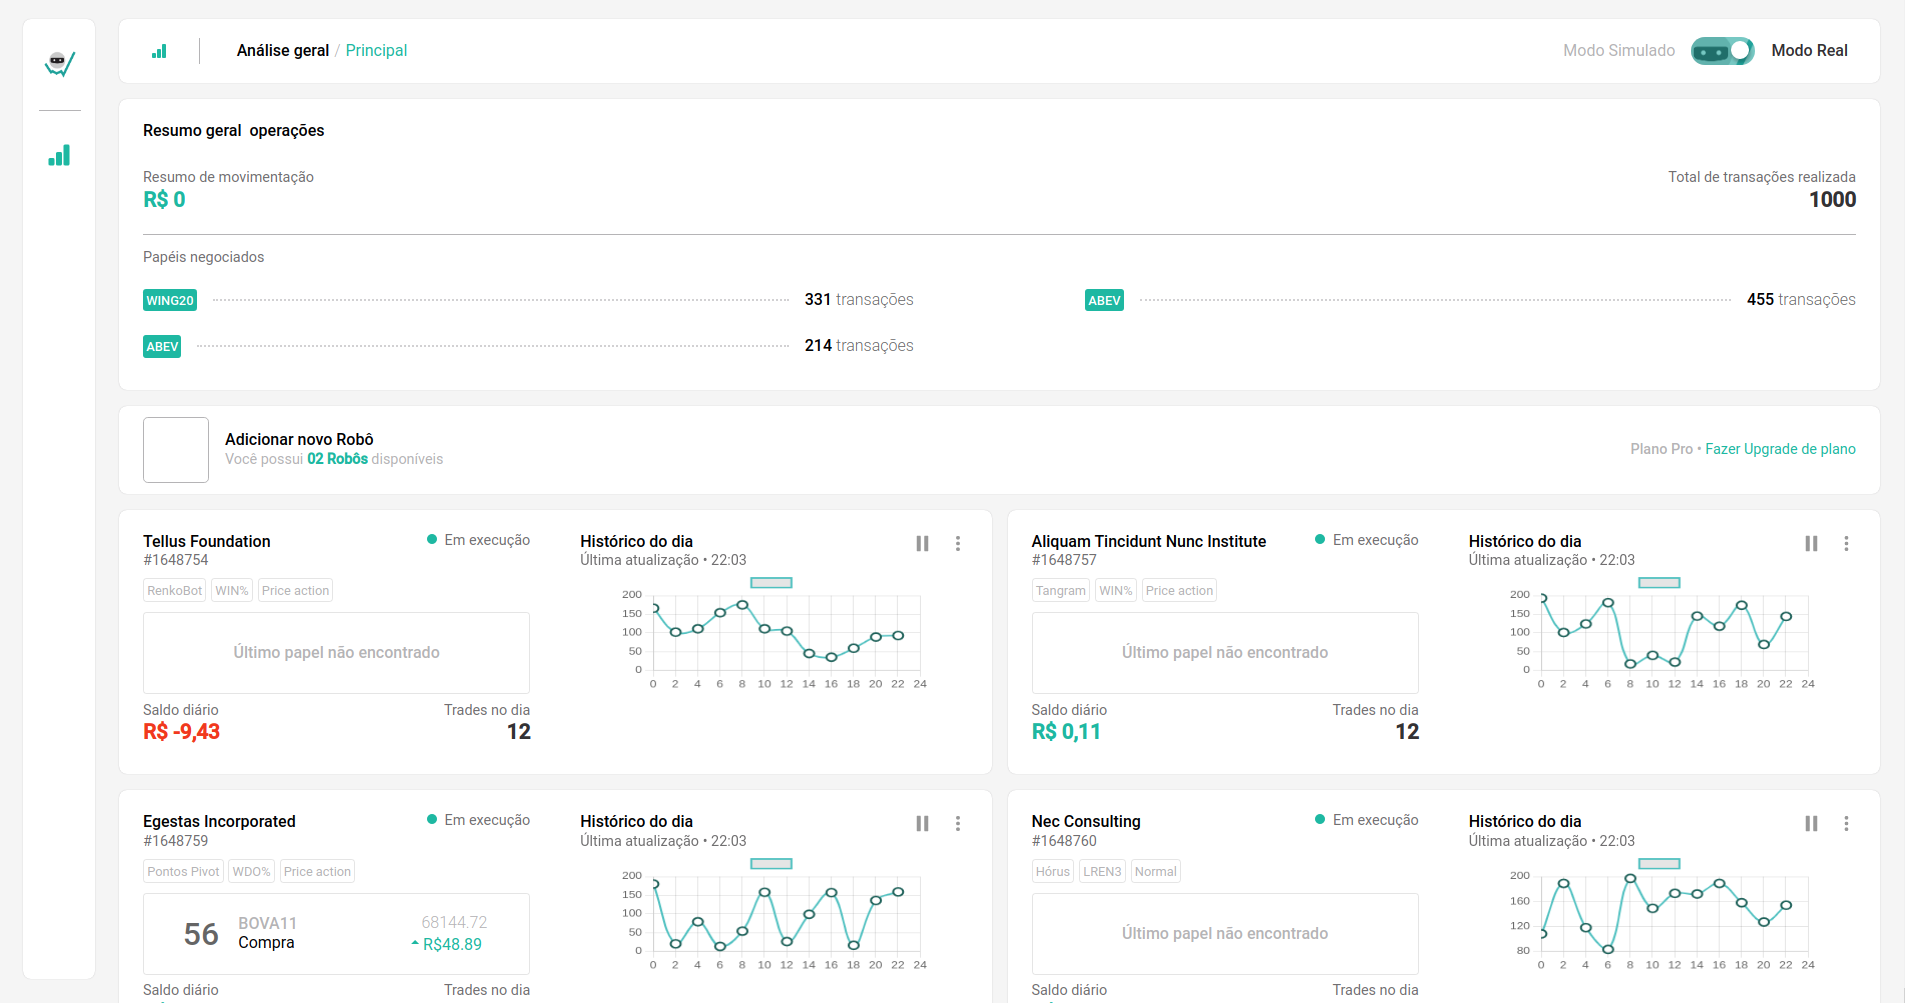 Análise geral / Principal
Modo Simulado
Modo Real
Resumo geral operações
Resumo de movimentação
R$ 0
Total de transações realizada
1000
Papéis negociados
WING20 331 transações
ABEV 455 transações
ABEV 214 transações
Adicionar novo Robô
Você possui 02 Robôs disponíveis
Plano Pro • Fazer Upgrade de plano
Tellus Foundation
#1648754
Em execução
RenkoBot WIN% Price action
Último papel não encontrado
Saldo diário
R$ -9,43
Trades no dia
12
Histórico do dia
Última atualização • 22:03
200
150
100
50
0
0 2 4 6 8 10 12 14 16 18 20 22 24
Aliquam Tincidunt Nunc Institute
#1648757
Em execução
Tangram WIN% Price action
Último papel não encontrado
Saldo diário
R$ 0,11
Trades no dia
12
Histórico do dia
Última atualização • 22:03
200
150
100
50
0
0 2 4 6 8 10 12 14 16 18 20 22 24
Egestas Incorporated
#1648759
Em execução
Pontos Pivot WDO% Price action
56
BOVA11
Compra
68144.72
R$48.89
Saldo diário
Trades no dia
Histórico do dia
Última atualização • 22:03
200
150
100
50
0
0 2 4 6 8 10 12 14 16 18 20 22 24
Nec Consulting
#1648760
Em execução
Hórus LREN3 Normal
Último papel não encontrado
Saldo diário
Trades no dia
Histórico do dia
Última atualização • 22:03
200
160
120
80
0 2 4 6 8 10 12 14 16 18 20 22 24